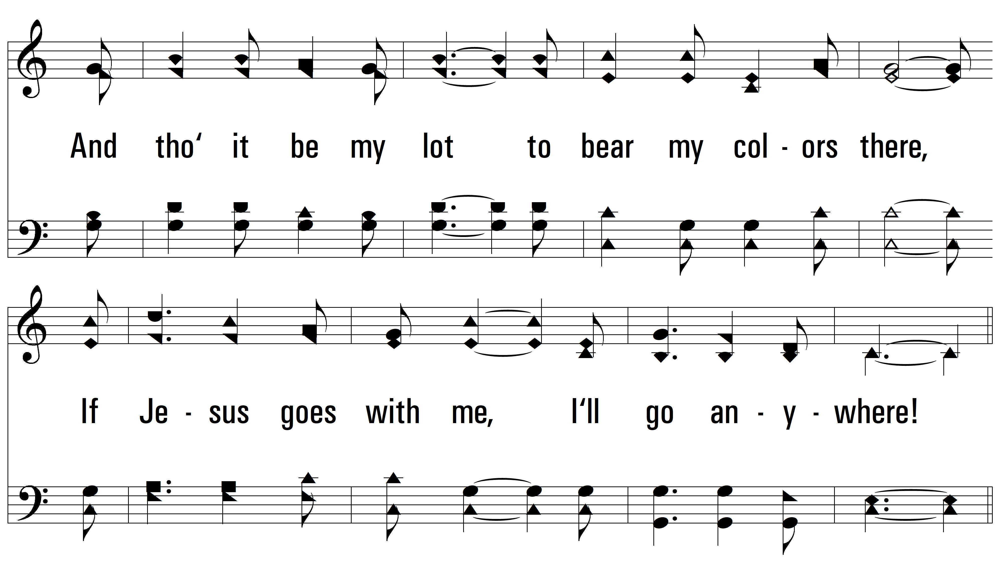 And tho‘ it be my lot to bear my col - ors there,
If Je - sus goes with me, I‘ll go an - y - where!